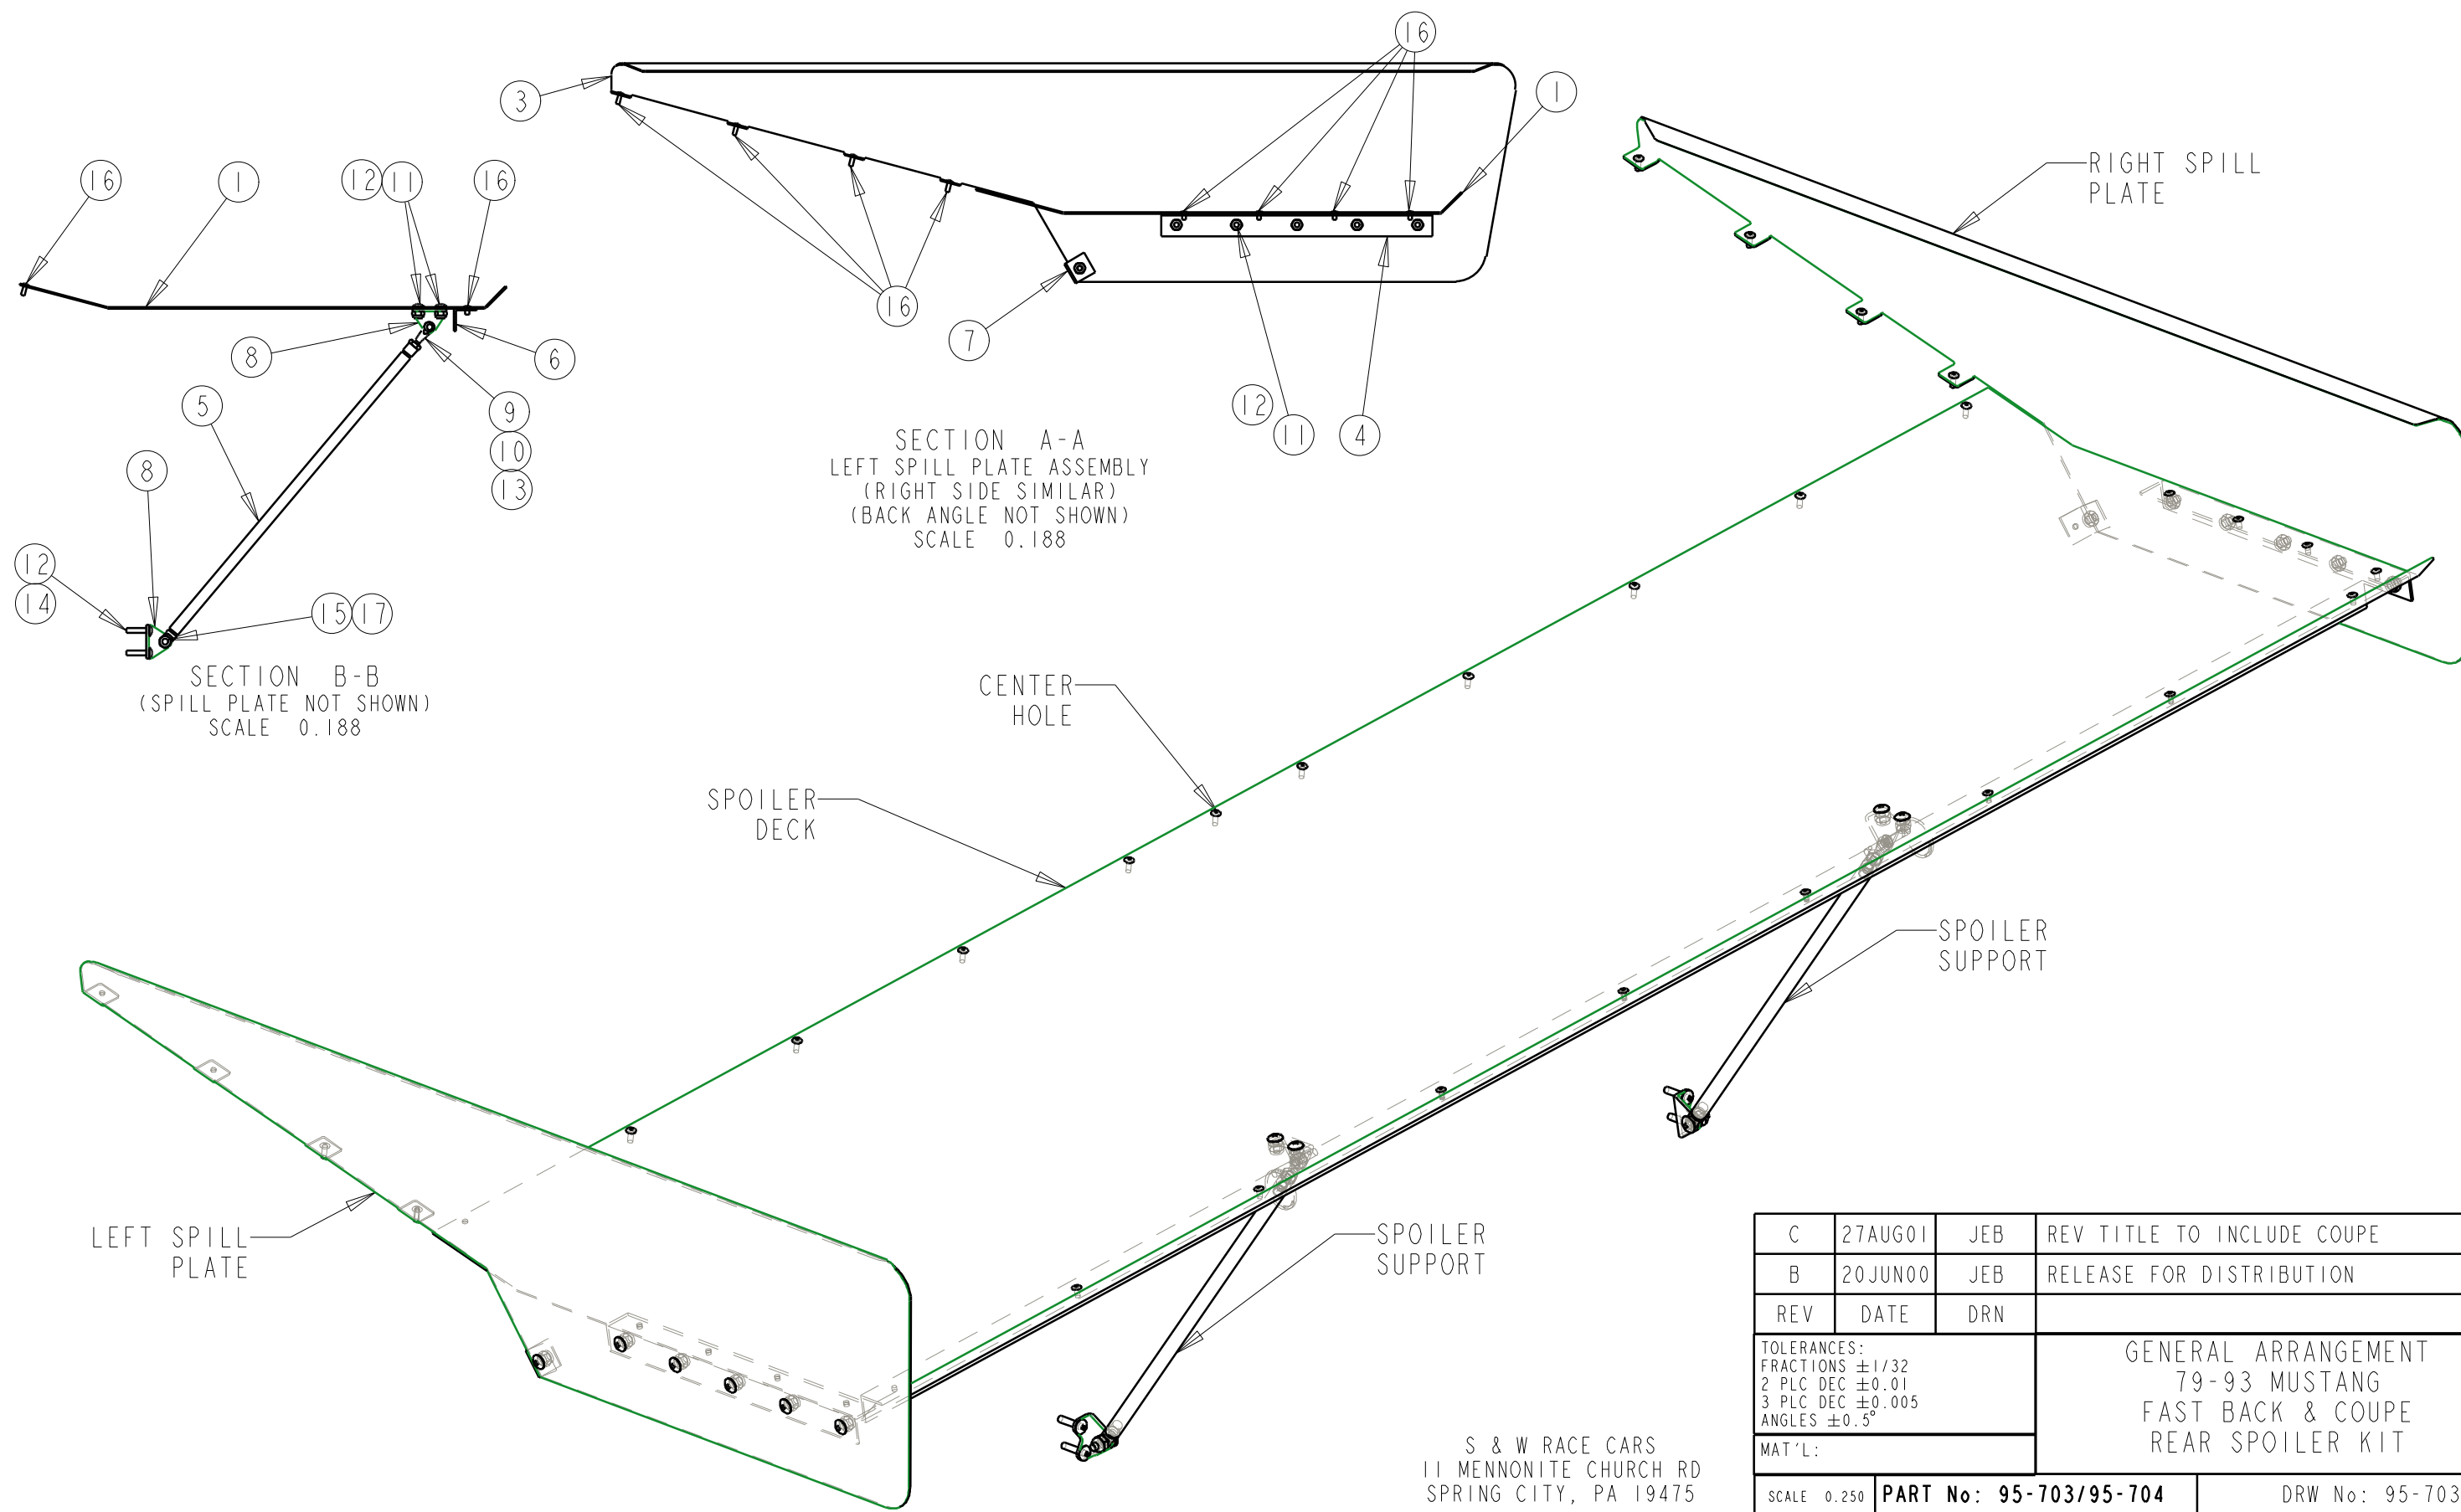 16
3
1
16
1
12
11
16
8
6
7
16
5
9
10
13
12
11
4
SECTION A-A
LEFT SPILL PLATE ASSEMBLY
(RIGHT SIDE SIMILAR)
(BACK ANGLE NOT SHOWN)
SCALE 0.188
8
12
14
15
17
SECTION B-B
(SPILL PLATE NOT SHOWN)
SCALE 0.188
RIGHT SPILL
PLATE
CENTER
HOLE
SPOILER
DECK
SPOILER
SUPPORT
LEFT SPILL
PLATE
SPOILER
SUPPORT
S & W RACE CARS
11 MENNONITE CHURCH RD
SPRING CITY, PA 19475
C 27AUG01 JEB REV TITLE TO INCLUDE COUPE
B 20JUN00 JEB RELEASE FOR DISTRIBUTION
REV DATE DRN
TOLERANCES:
FRACTIONS ±1/32
2 PLC DEC ±0.01
3 PLC DEC ±0.005
ANGLES ±0.5°
MAT'L:
GENERAL ARRANGEMENT
79-93 MUSTANG
FAST BACK & COUPE
REAR SPOILER KIT
SCALE 0.250 PART No: 95-703/95-704 DRW No: 95-703